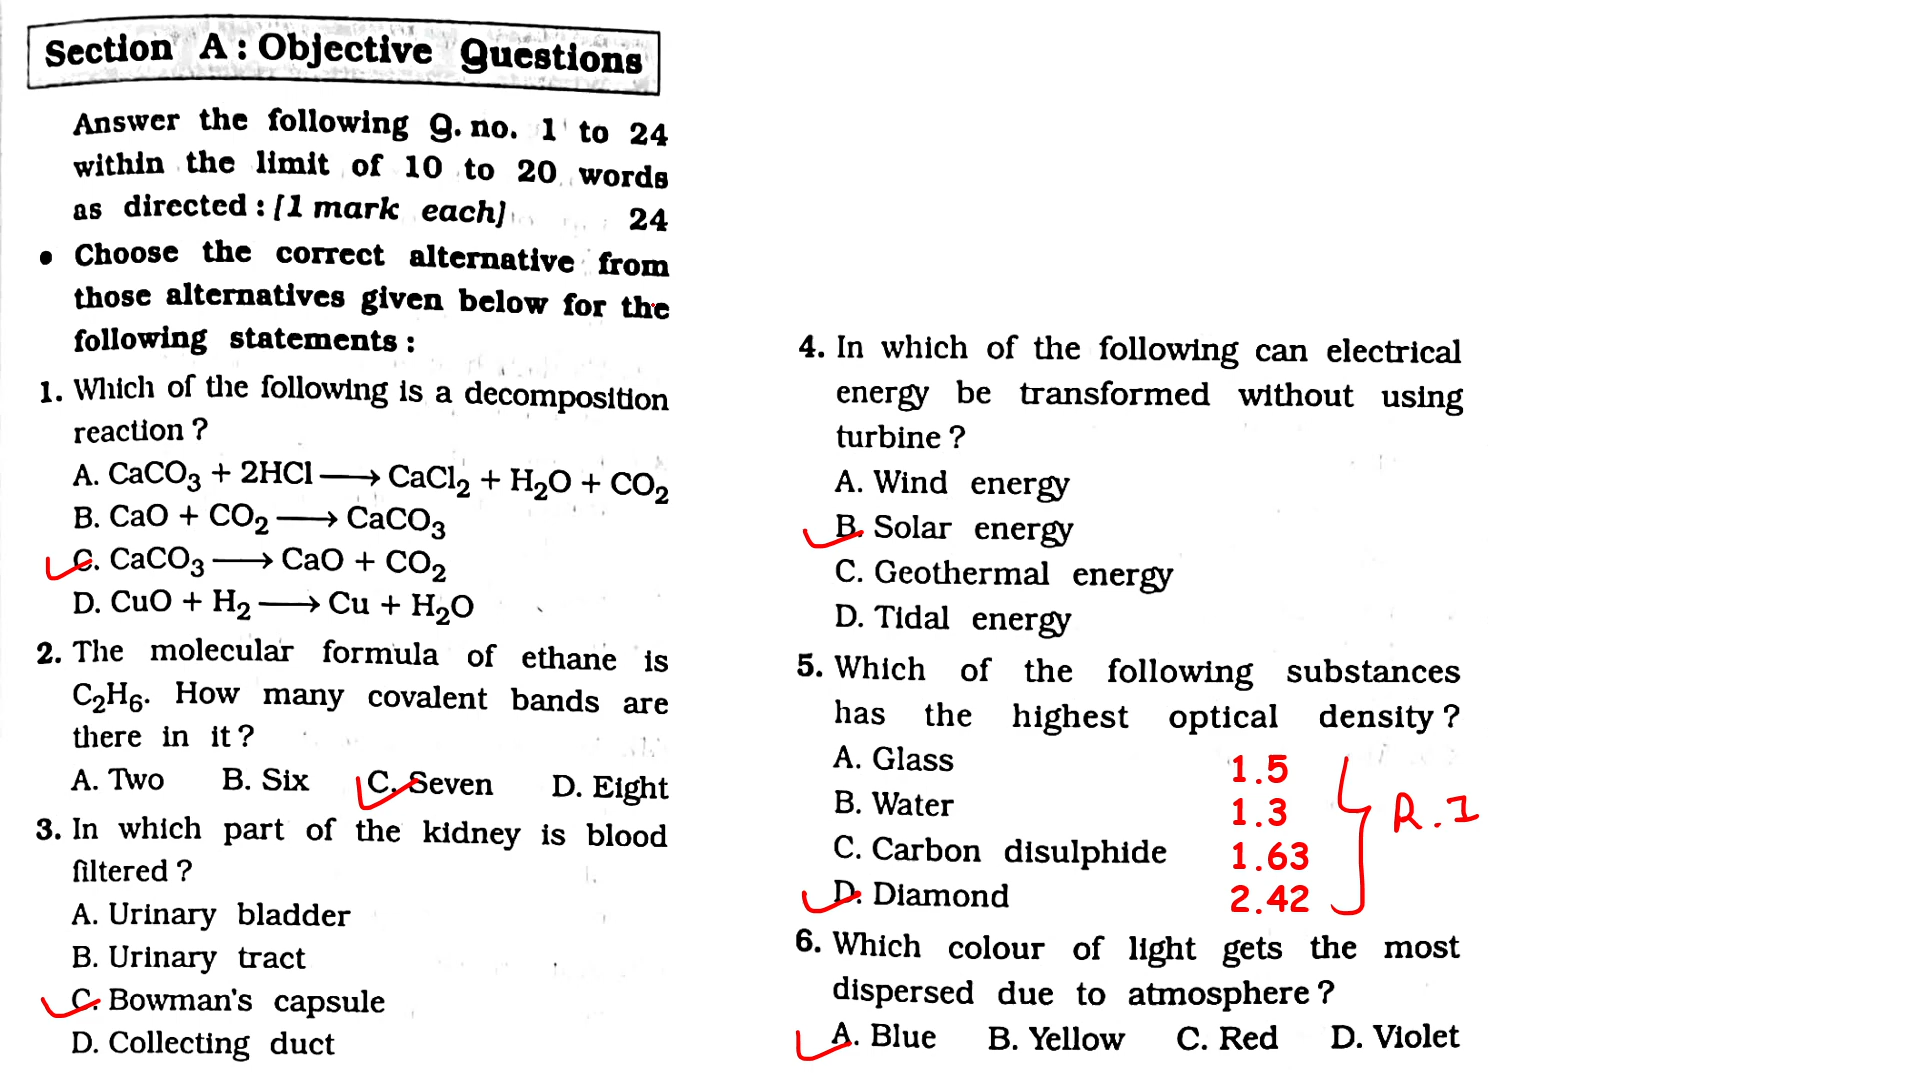 Section A : Objective Questions
Answer the following Q. no. 1 to 24
within the limit of 10 to 20 words
as directed : [1 mark each] 24
• Choose the correct alternative from
those alternatives given below for the
following statements :
1. Which of the following is a decomposition
reaction ?
A. CaCO₃ + 2HCl ⟶ CaCl₂ + H₂O + CO₂
B. CaO + CO₂ ⟶ CaCO₃
C. CaCO₃ ⟶ CaO + CO₂
D. CuO + H₂ ⟶ Cu + H₂O
2. The molecular formula of ethane is
C₂H₆. How many covalent bands are
there in it ?
A. Two B. Six C. Seven D. Eight
3. In which part of the kidney is blood
filtered ?
A. Urinary bladder
B. Urinary tract
C. Bowman's capsule
D. Collecting duct
4. In which of the following can electrical
energy be transformed without using
turbine ?
A. Wind energy
B. Solar energy
C. Geothermal energy
D. Tidal energy
5. Which of the following substances
has the highest optical density ?
A. Glass 1.5
B. Water 1.3
C. Carbon disulphide 1.63
D. Diamond 2.42
R.I
6. Which colour of light gets the most
dispersed due to atmosphere ?
A. Blue B. Yellow C. Red D. Violet